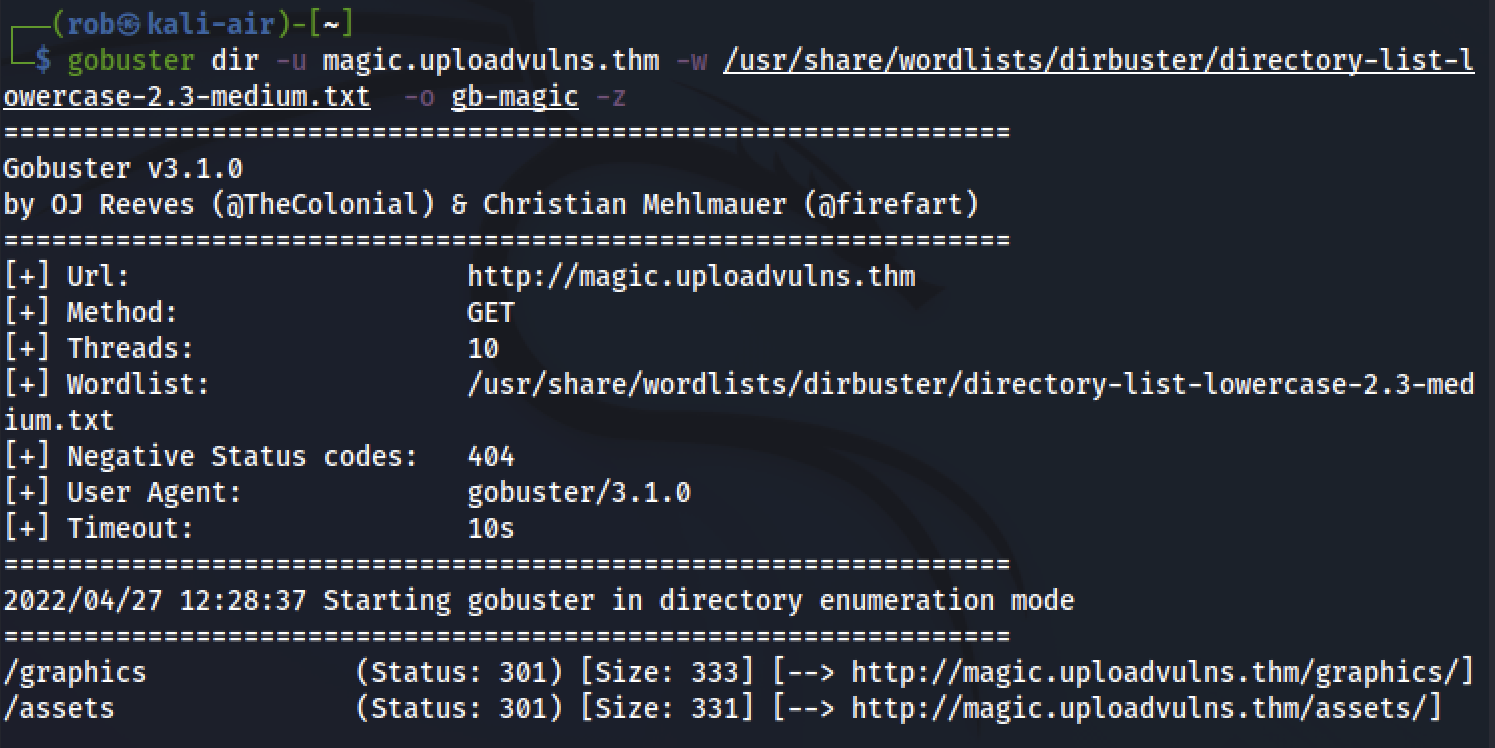 ┌──(rob㉿kali-air)-[~]
└─$ gobuster dir -u magic.uploadvulns.thm -w /usr/share/wordlists/dirbuster/directory-list-l
owercase-2.3-medium.txt  -o gb-magic -z
===============================================================
Gobuster v3.1.0
by OJ Reeves (@TheColonial) & Christian Mehlmauer (@firefart)
===============================================================
[+] Url:                     http://magic.uploadvulns.thm
[+] Method:                  GET
[+] Threads:                 10
[+] Wordlist:                /usr/share/wordlists/dirbuster/directory-list-lowercase-2.3-med
ium.txt
[+] Negative Status codes:   404
[+] User Agent:              gobuster/3.1.0
[+] Timeout:                 10s
===============================================================
2022/04/27 12:28:37 Starting gobuster in directory enumeration mode
===============================================================
/graphics             (Status: 301) [Size: 333] [--> http://magic.uploadvulns.thm/graphics/]
/assets               (Status: 301) [Size: 331] [--> http://magic.uploadvulns.thm/assets/]